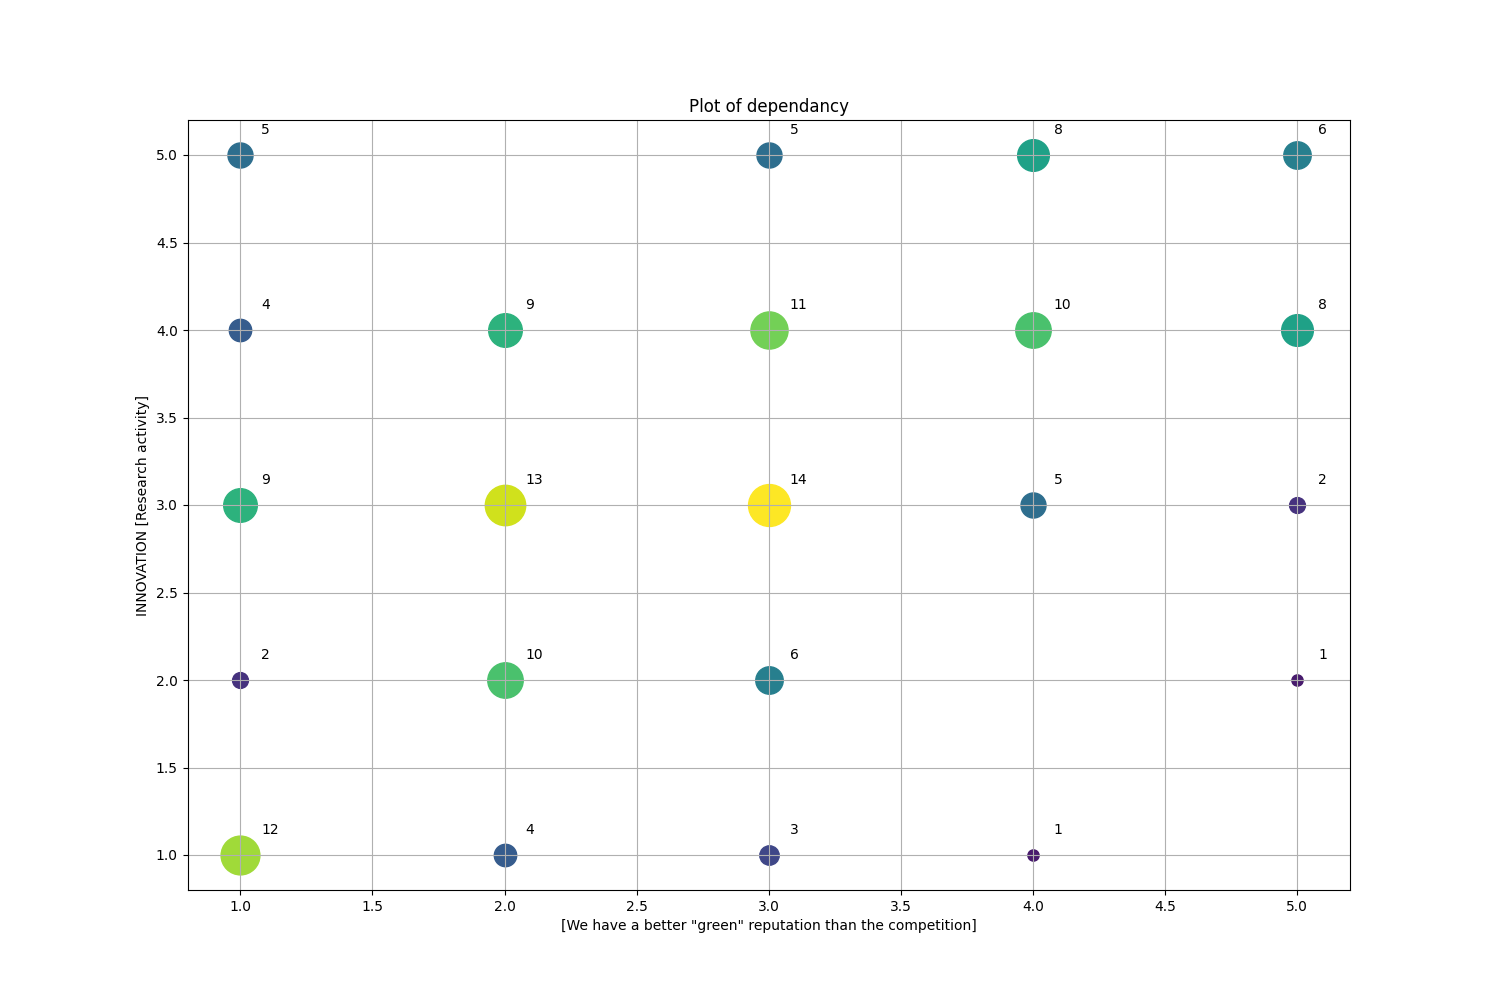 Plot of dependancy
5 5 8 6
5.0
4.5
4 9 11 10 8
4.0
3.5
9 13 14 5 2
3.0
INNOVATION [Research activity]
2.5
2 10 6 1
2.0
1.5
12 4 3 1
1.0
1.0 1.5 2.0 2.5 3.0 3.5 4.0 4.5 5.0
[We have a better "green" reputation than the competition]